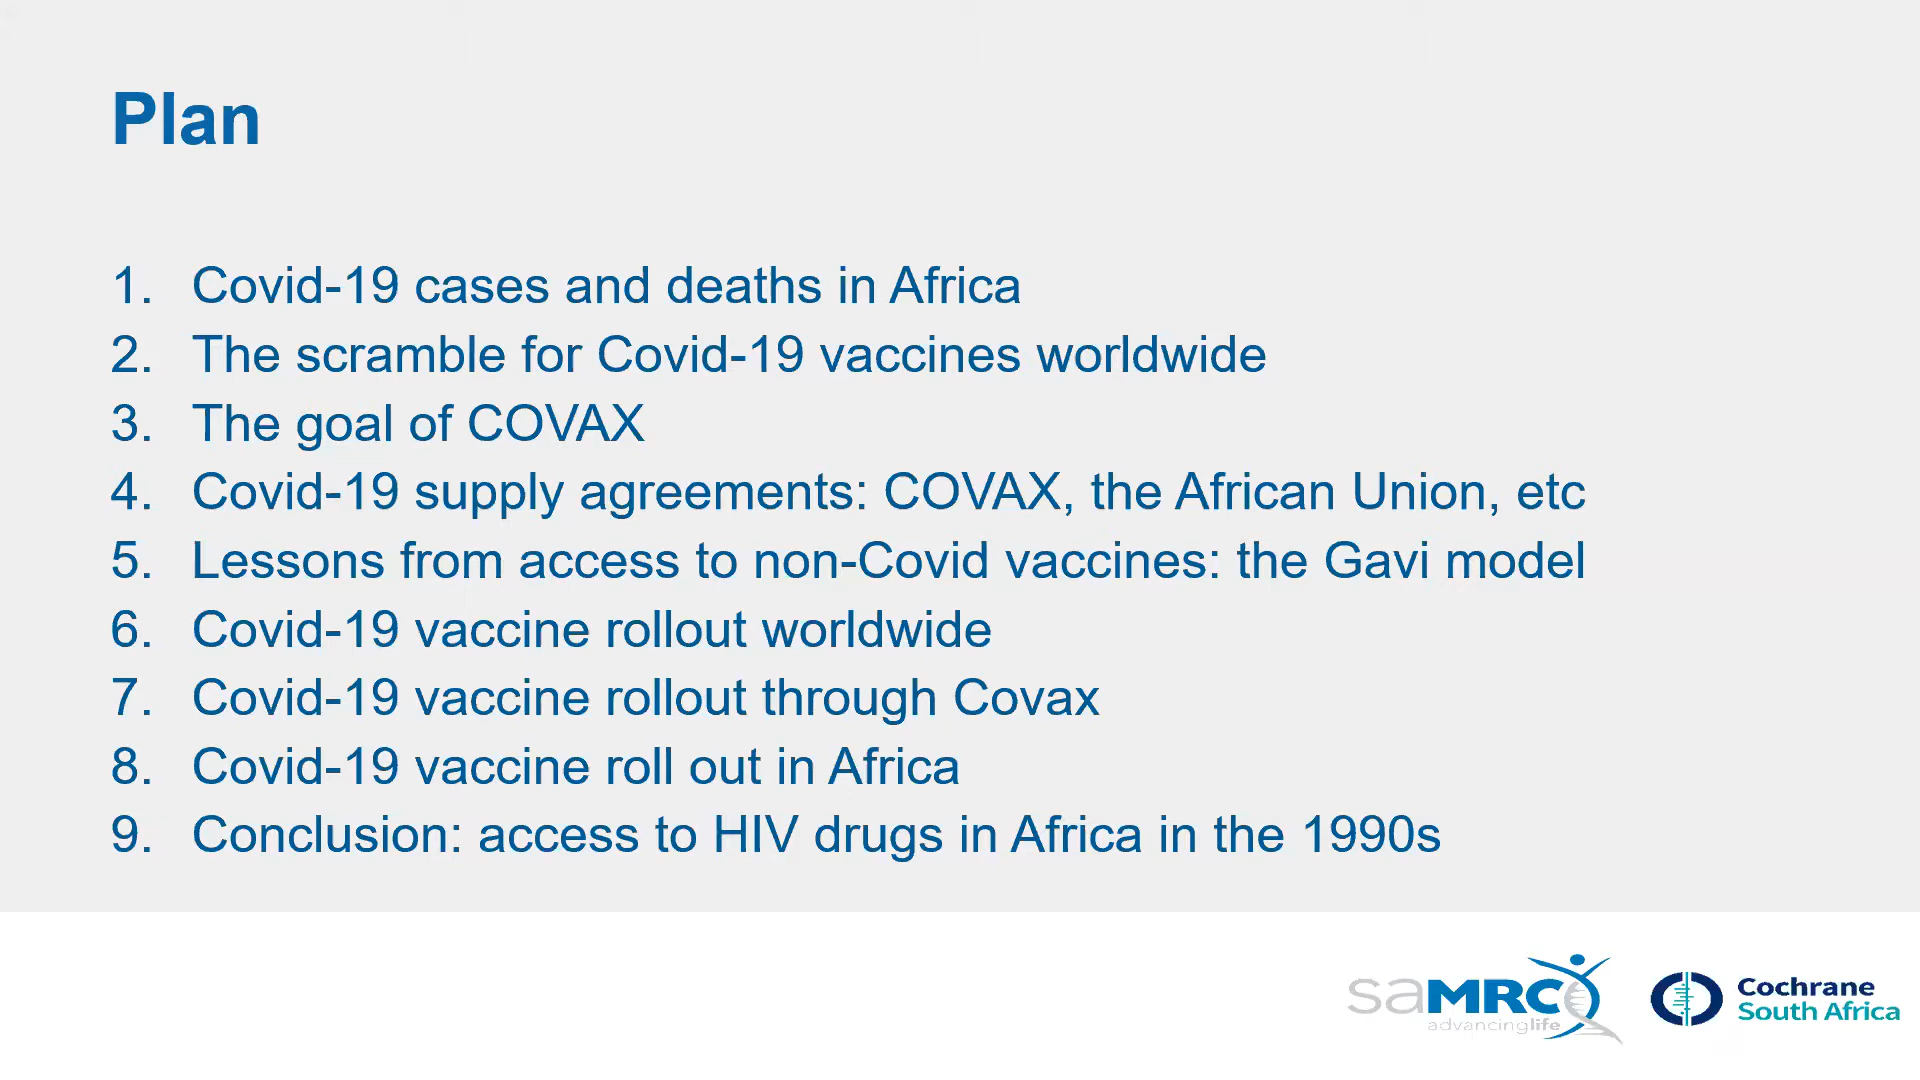 Plan
1. Covid-19 cases and deaths in Africa
2. The scramble for Covid-19 vaccines worldwide
3. The goal of COVAX
4. Covid-19 supply agreements: COVAX, the African Union, etc
5. Lessons from access to non-Covid vaccines: the Gavi model
6. Covid-19 vaccine rollout worldwide
7. Covid-19 vaccine rollout through Covax
8. Covid-19 vaccine roll out in Africa
9. Conclusion: access to HIV drugs in Africa in the 1990s
saMRC
advancinglife
Cochrane
South Africa